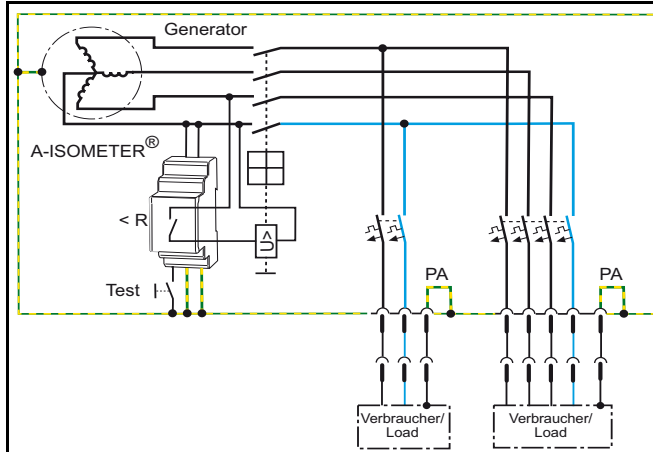 Generator
A-ISOMETER®
< R
U<
Test
PA
PA
Verbraucher/
Load
Verbraucher/
Load